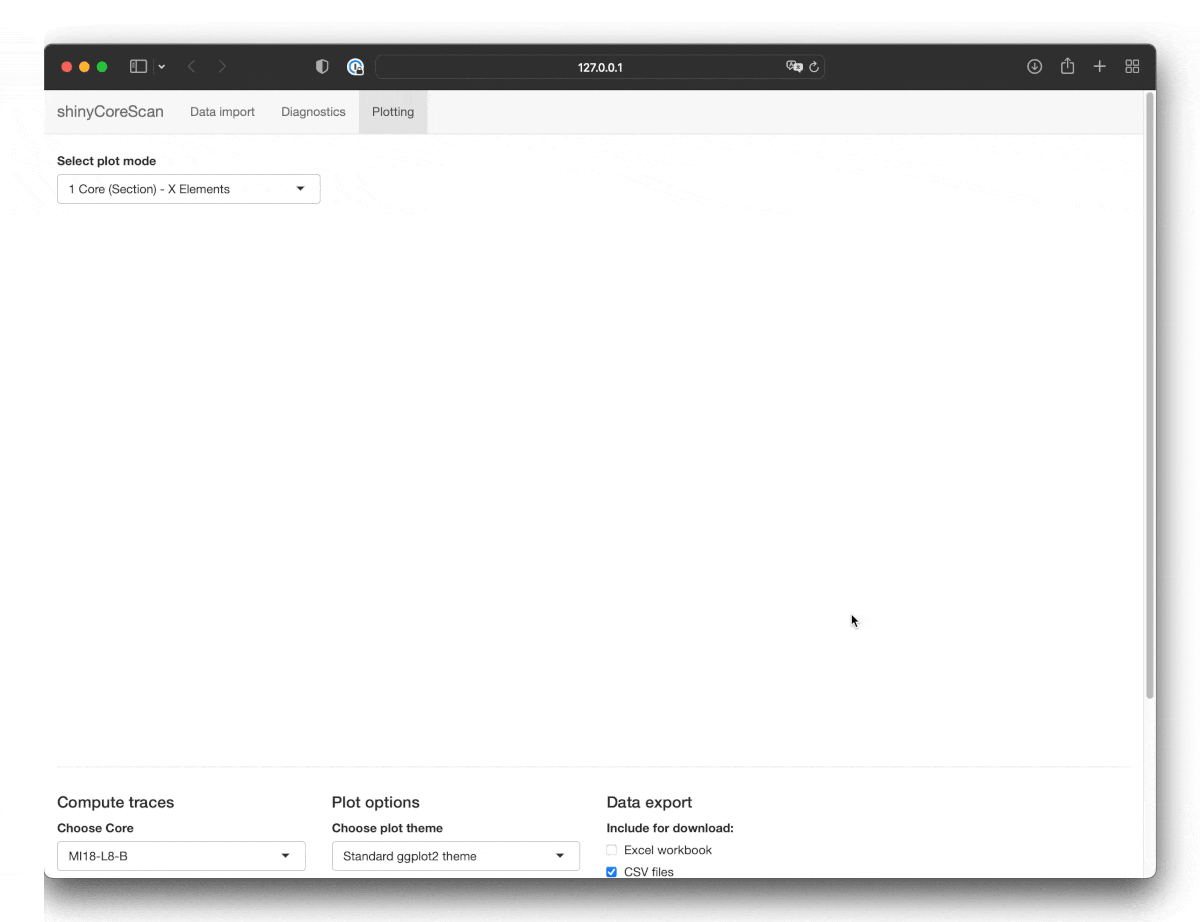 127.0.0.1
shinyCoreScan Data import Diagnostics Plotting
Select plot mode
1 Core (Section) - X Elements
Compute traces Plot options Data export
Choose Core Choose plot theme Include for download:
Excel workbook
MI18-L8-B Standard ggplot2 theme
CSV files